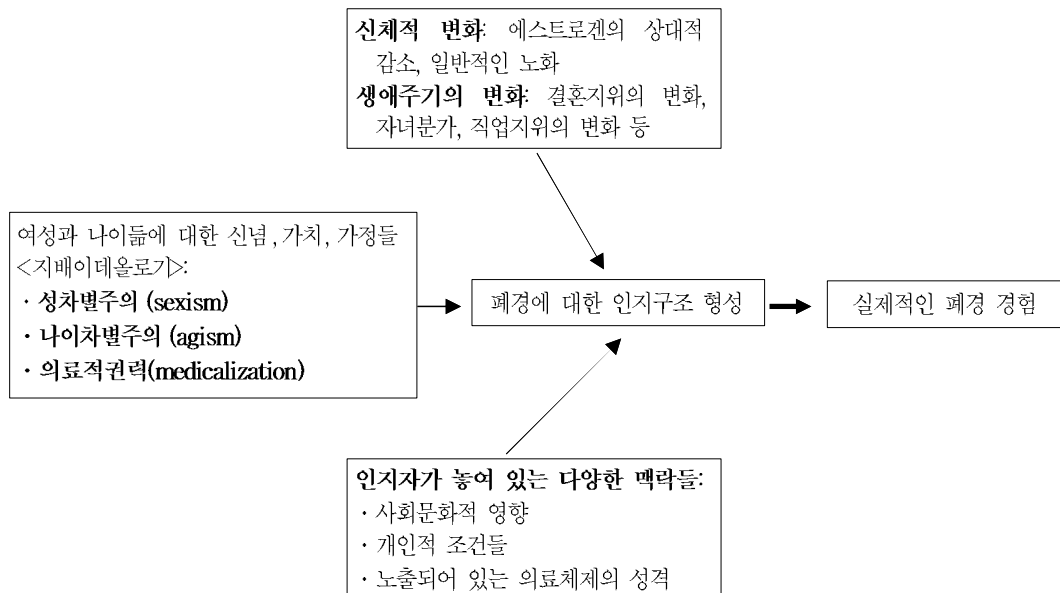 신체적 변화: 에스트로겐의 상대적
감소, 일반적인 노화
생애주기의 변화: 결혼지위의 변화,
자녀분가, 직업지위의 변화 등
여성과 나이듦에 대한 신념, 가치, 가정들
<지배이데올로기>:
· 성차별주의 (sexism)
· 나이차별주의 (agism)
· 의료적권력(medicalization)
폐경에 대한 인지구조 형성
실제적인 폐경 경험
인지자가 놓여 있는 다양한 맥락들:
· 사회문화적 영향
· 개인적 조건들
· 노출되어 있는 의료체제의 성격